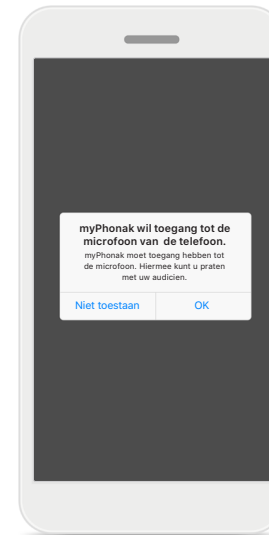 myPhonak wil toegang tot de
microfoon van de telefoon.
myPhonak moet toegang hebben tot
de microfoon. Hiermee kunt u praten
met uw audicien.
Niet toestaan OK